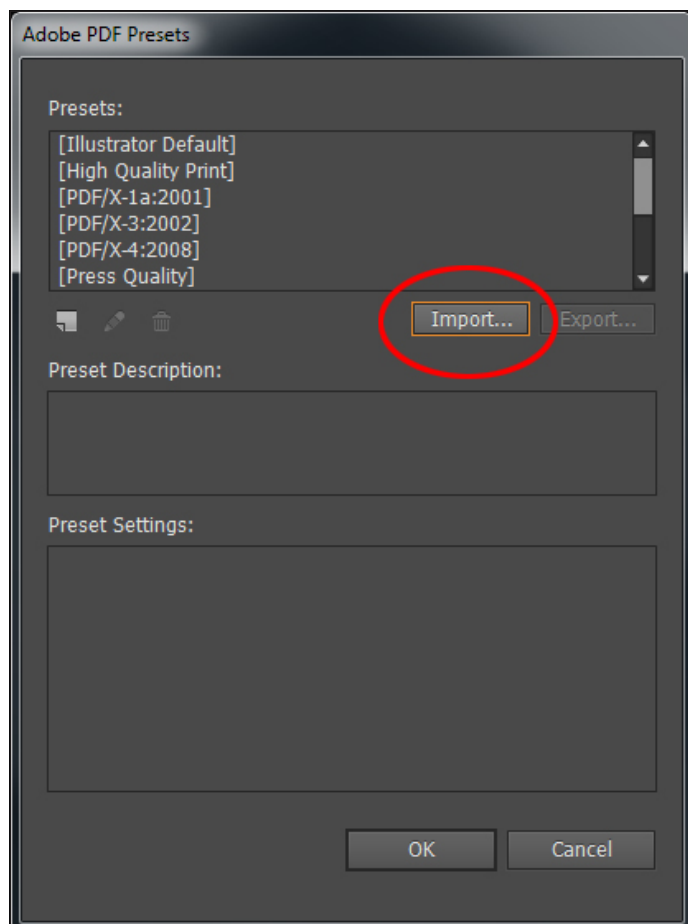 Adobe PDF Presets
Presets:
[Illustrator Default]
[High Quality Print]
[PDF/X-1a:2001]
[PDF/X-3:2002]
[PDF/X-4:2008]
[Press Quality]
Import... Export...
Preset Description:
Preset Settings:
OK Cancel